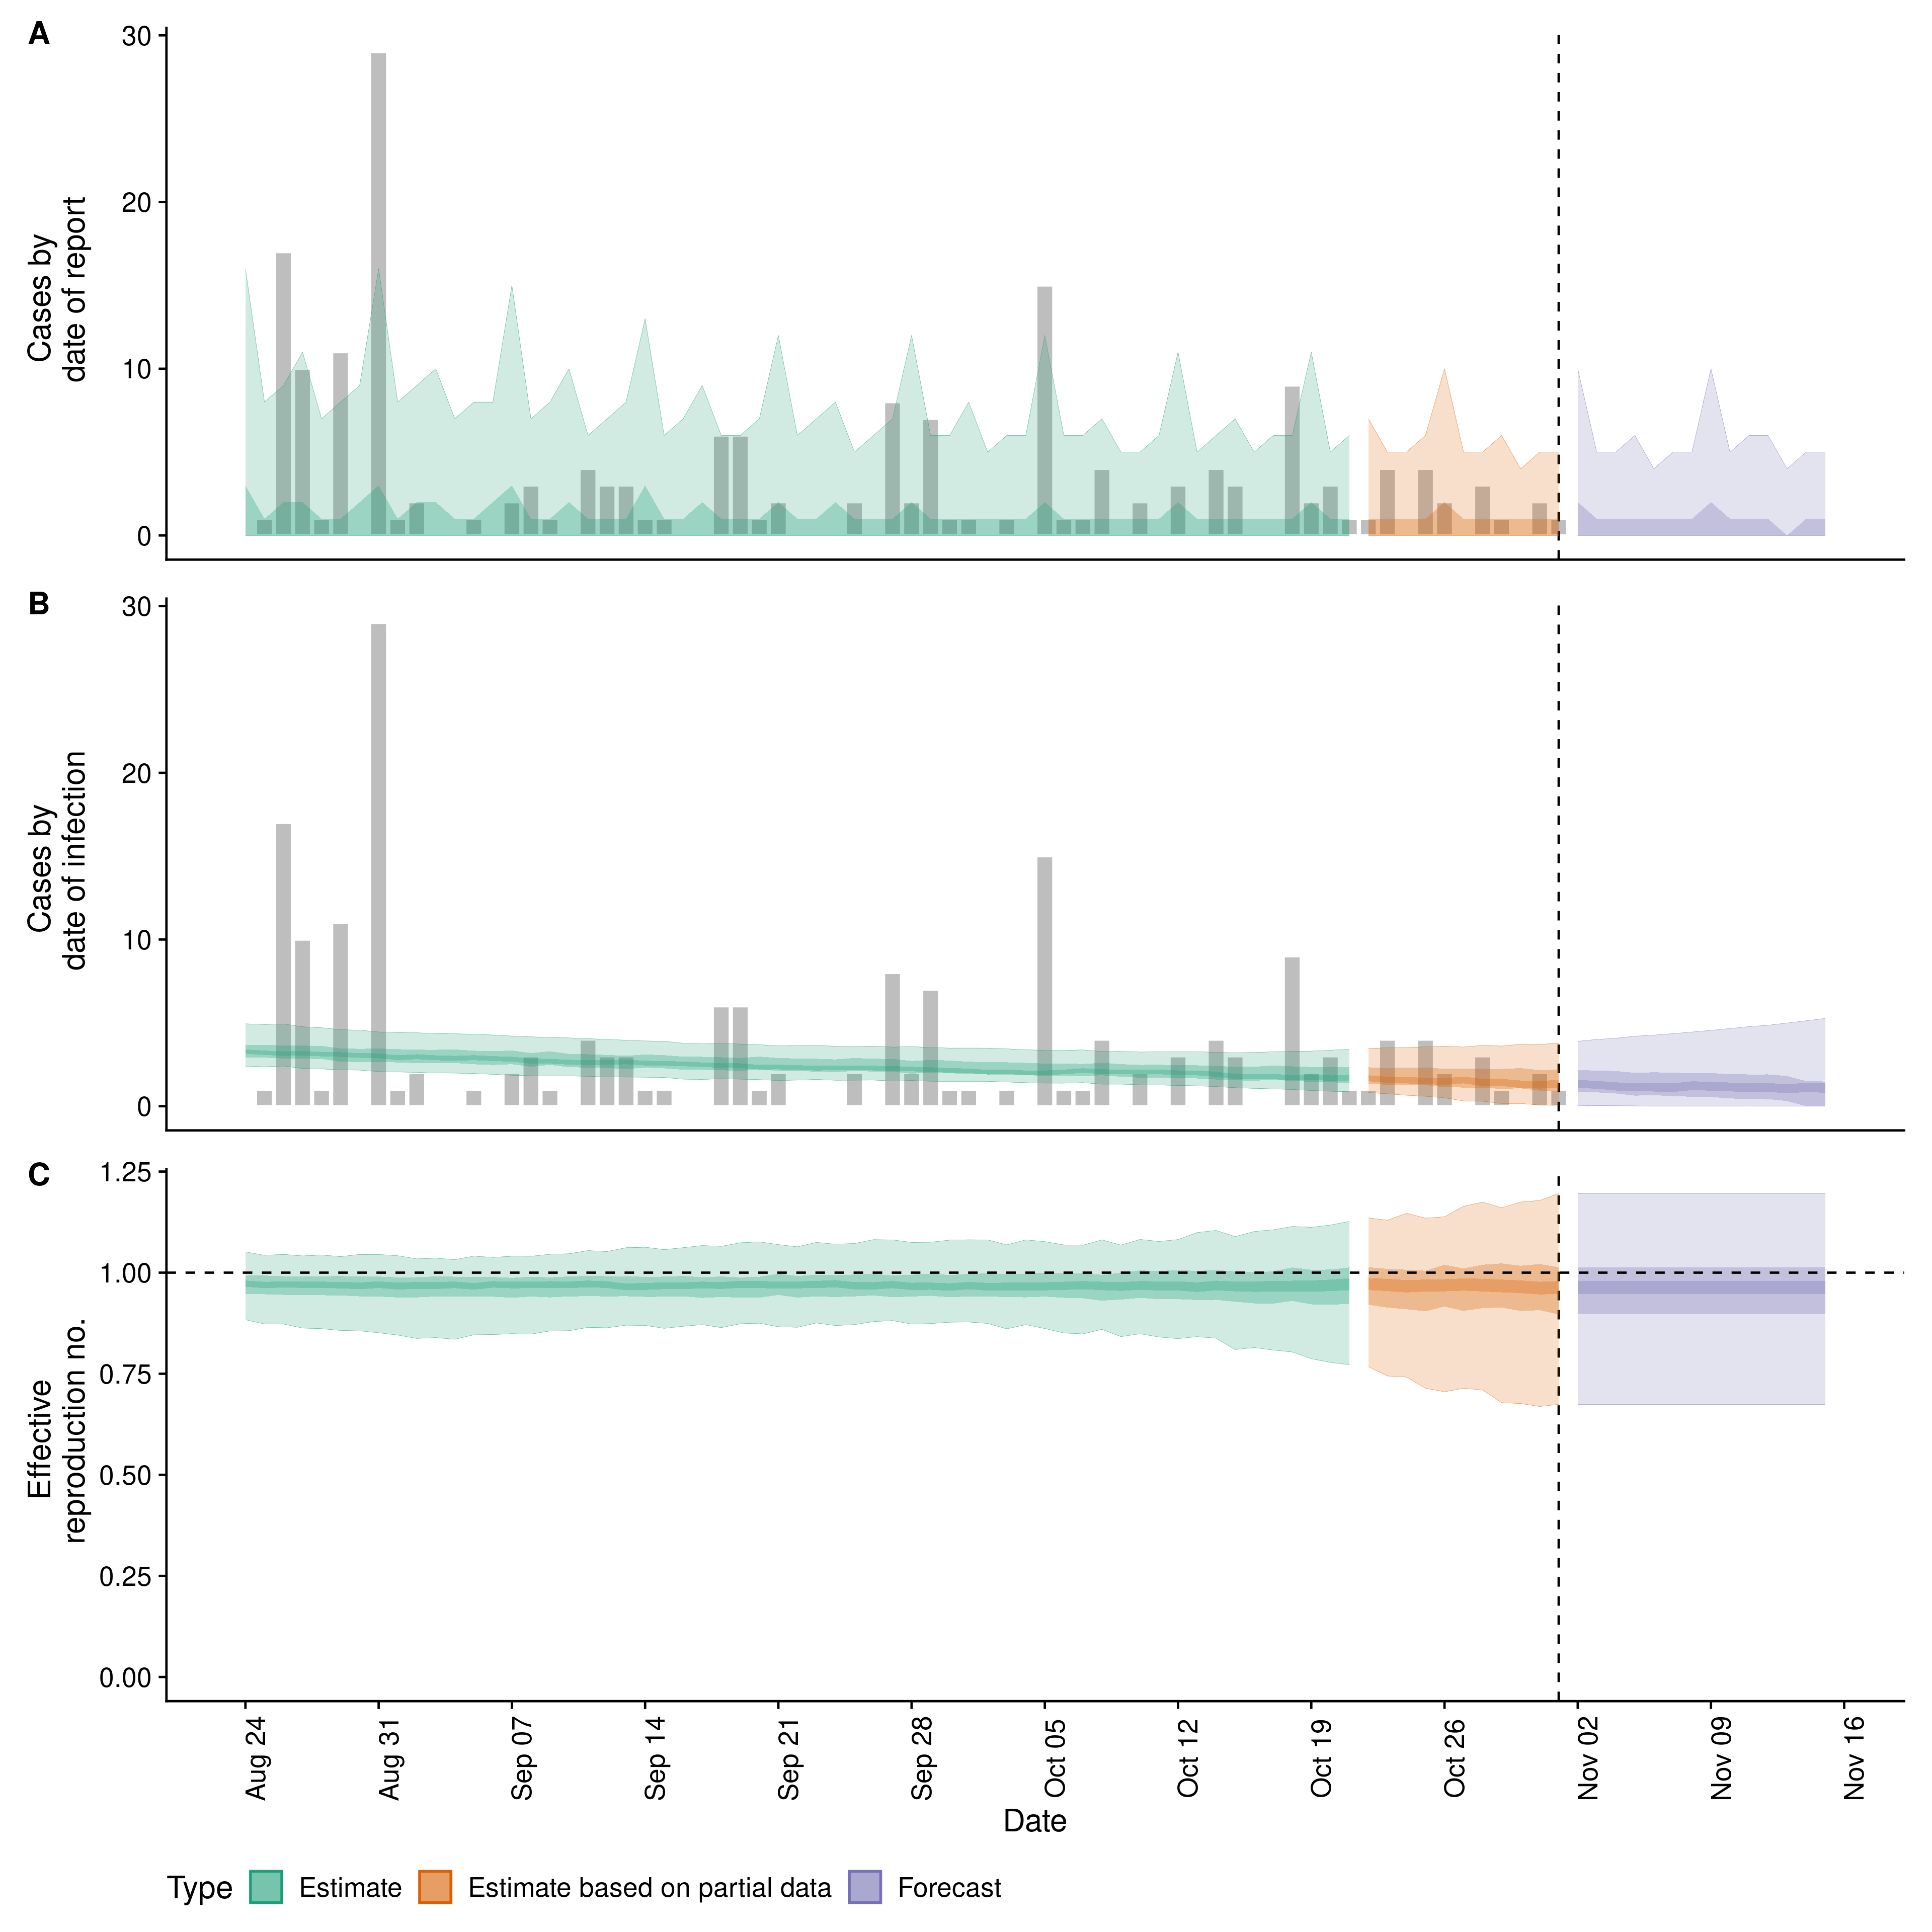 A
Cases by
date of report
30
20
10
0
B
Cases by
date of infection
30
20
10
0
C
Effective
reproduction no.
1.25
1.00
0.75
0.50
0.25
0.00
Aug 24
Aug 31
Sep 07
Sep 14
Sep 21
Sep 28
Oct 05
Oct 12
Oct 19
Oct 26
Nov 02
Nov 09
Nov 16
Date
Type Estimate Estimate based on partial data Forecast